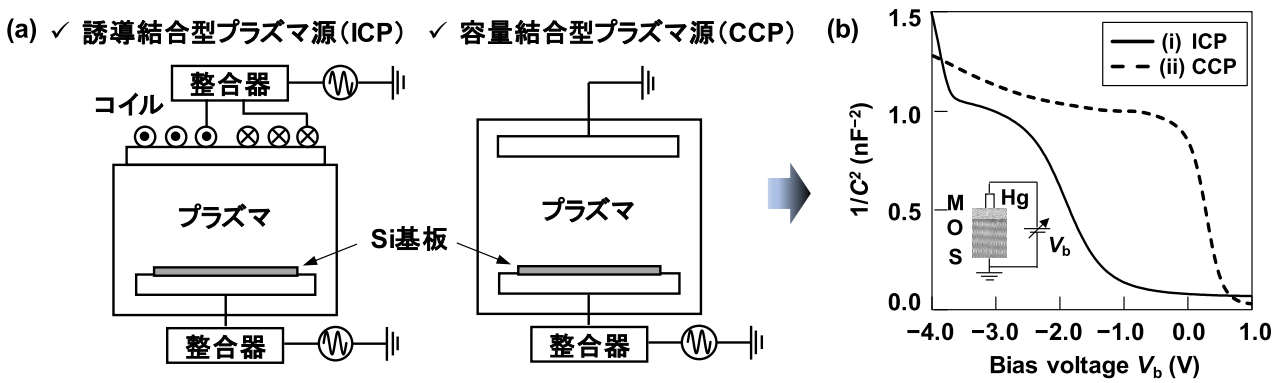 (a) ✓ 誘導結合型プラズマ源（ICP） ✓ 容量結合型プラズマ源（CCP）
整合器
コイル
プラズマ
整合器
プラズマ
Si基板
整合器
(b)
1/C² (nF⁻²)
1.5
1.0
0.5
0.0
(i) ICP
(ii) CCP
M
O
S
Hg
Vb
−4.0 −3.0 −2.0 −1.0 0.0 1.0
Bias voltage Vb (V)